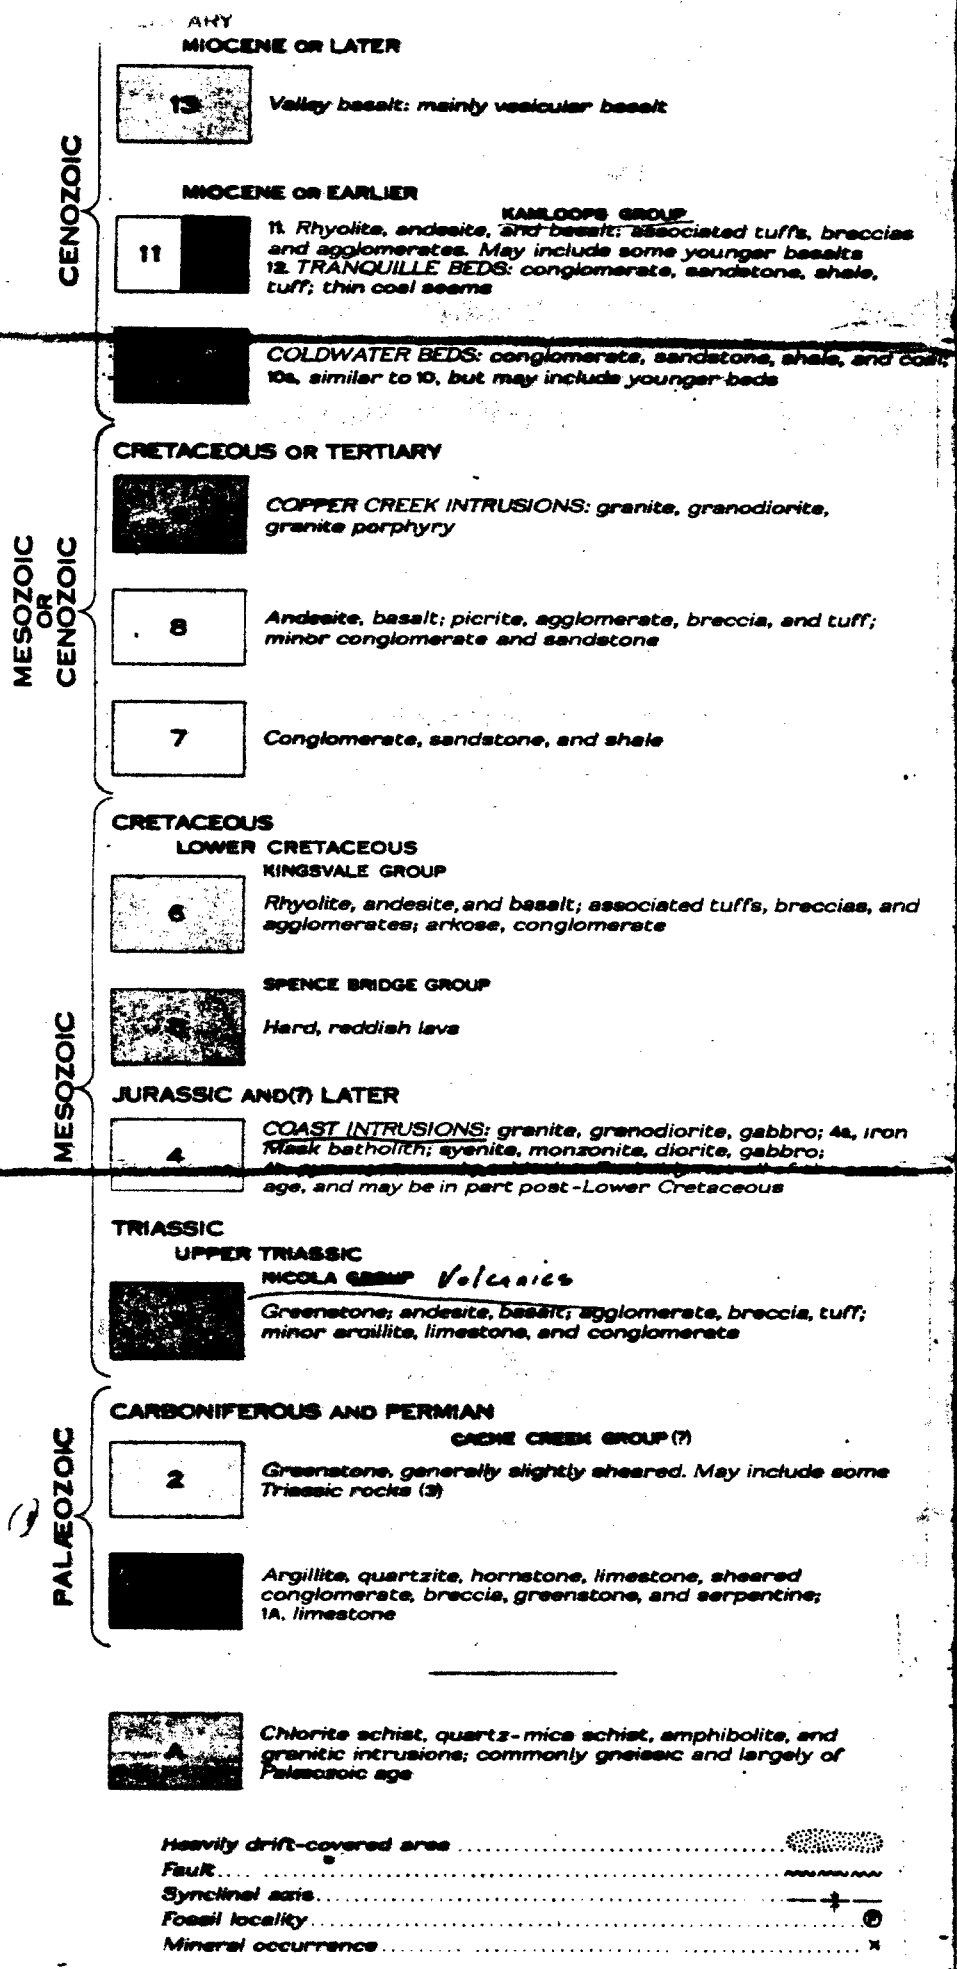 ARY
MIOCENE OR LATER
13
Valley basalt: mainly vesicular basalt
CENOZOIC
MIOCENE OR EARLIER
KAMLOOPS GROUP
11
11. Rhyolite, andesite, and basalt; associated tuffs, breccias
and agglomerates. May include some younger basalts
12. TRANQUILLE BEDS: conglomerate, sandstone, shale,
tuff; thin coal seams
COLDWATER BEDS: conglomerate, sandstone, shale, and coal;
10a, similar to 10, but may include younger beds
MESOZOIC
OR
CENOZOIC
CRETACEOUS OR TERTIARY
COPPER CREEK INTRUSIONS: granite, granodiorite,
granite porphyry
8
Andesite, basalt; picrite, agglomerate, breccia, and tuff;
minor conglomerate and sandstone
7
Conglomerate, sandstone, and shale
MESOZOIC
CRETACEOUS
LOWER CRETACEOUS
KINGSVALE GROUP
6
Rhyolite, andesite, and basalt; associated tuffs, breccias, and
agglomerates; arkose, conglomerate
SPENCE BRIDGE GROUP
Hard, reddish lava
JURASSIC AND(?) LATER
4
COAST INTRUSIONS: granite, granodiorite, gabbro; 4a, Iron
Mask batholith; syenite, monzonite, diorite, gabbro;
age, and may be in part post-Lower Cretaceous
TRIASSIC
UPPER TRIASSIC
NICOLA GROUP Volcanics
Greenstone; andesite, basalt; agglomerate, breccia, tuff;
minor argillite, limestone, and conglomerate
PALÆOZOIC
CARBONIFEROUS AND PERMIAN
CACHE CREEK GROUP (?)
2
Greenstone, generally slightly sheared. May include some
Triassic rocks (3)
Argillite, quartzite, hornstone, limestone, sheared
conglomerate, breccia, greenstone, and serpentine;
1A, limestone
A
Chlorite schist, quartz-mica schist, amphibolite, and
granitic intrusions; commonly gneissic and largely of
Palæozoic age
Heavily drift-covered area
Fault
Synclinal axis
Fossil locality F
Mineral occurrence x